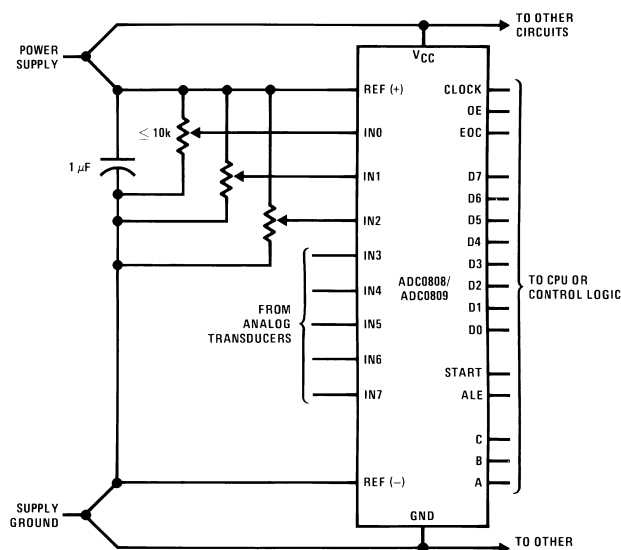 TO OTHER
CIRCUITS
POWER
SUPPLY
VCC
REF (+)
CLOCK
OE
≤ 10k
IN0
EOC
1 μF
IN1
D7
D6
IN2
D5
D4
IN3
D3
ADC0808/
ADC0809
IN4
D2
TO CPU OR
CONTROL LOGIC
FROM
ANALOG
TRANSDUCERS
D1
IN5
D0
IN6
START
IN7
ALE
C
B
REF (−)
A
SUPPLY
GROUND
GND
TO OTHER